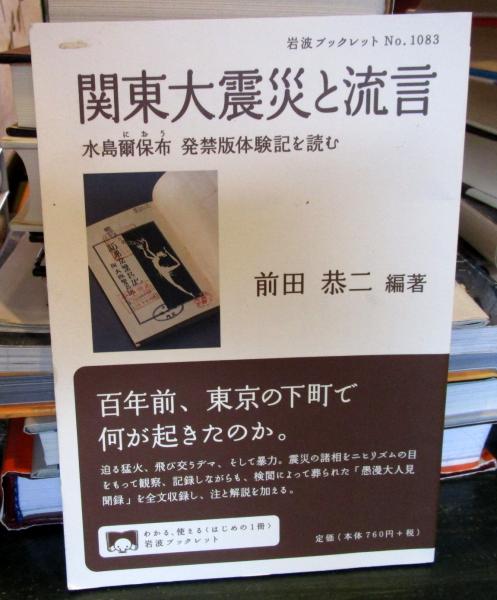 岩波ブックレット No. 1083
関東大震災と流言
水島爾保布 発禁版体験記を読む
におう
前田 恭二 編著
百年前、東京の下町で
何が起きたのか。
迫る猛火、飛び交うデマ、そして暴力。震災の諸相をニヒリズムの目
をもって観察、記録しながらも、検閲によって葬られた「愚漫大人見
聞録」を全文収録し、注と解説を加える。
わかる、使える〈はじめの1冊〉
岩波ブックレット
定価(本体760円+税)